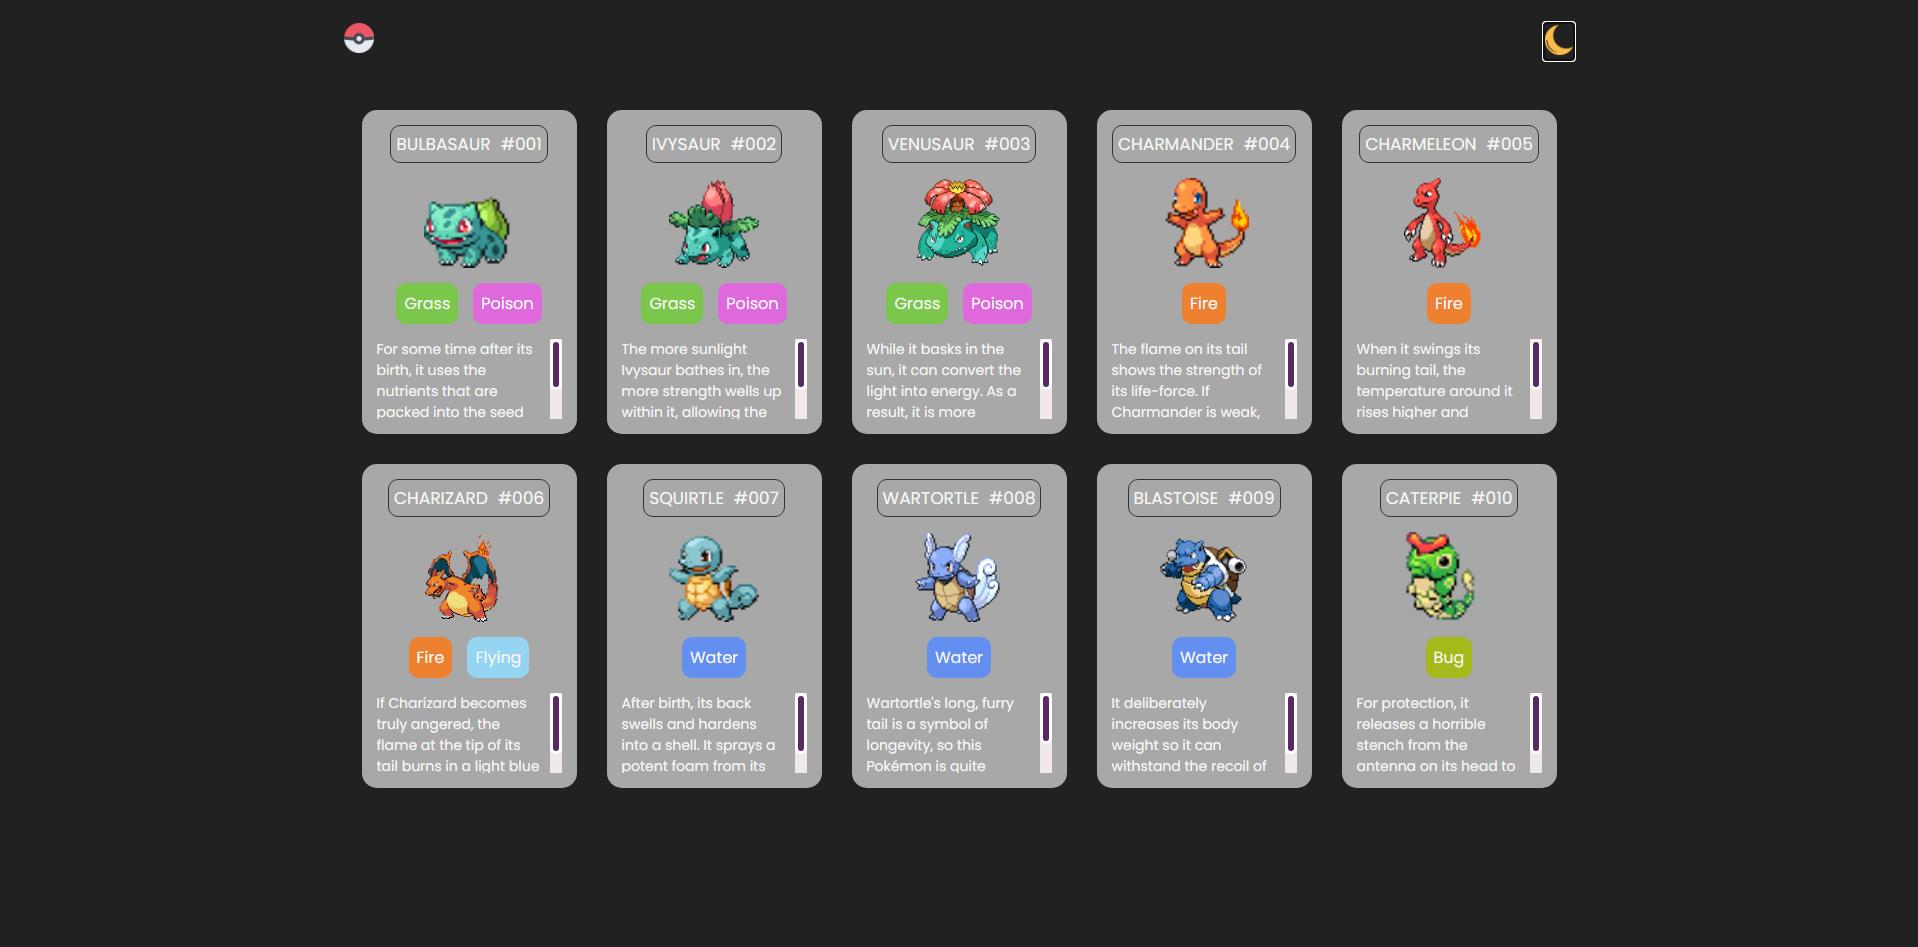 BULBASAUR #001
Grass Poison
For some time after its
birth, it uses the
nutrients that are
packed into the seed
IVYSAUR #002
Grass Poison
The more sunlight
Ivysaur bathes in, the
more strength wells up
within it, allowing the
VENUSAUR #003
Grass Poison
While it basks in the
sun, it can convert the
light into energy. As a
result, it is more
CHARMANDER #004
Fire
The flame on its tail
shows the strength of
its life-force. If
Charmander is weak,
CHARMELEON #005
Fire
When it swings its
burning tail, the
temperature around it
rises higher and
CHARIZARD #006
Fire Flying
If Charizard becomes
truly angered, the
flame at the tip of its
tail burns in a light blue
SQUIRTLE #007
Water
After birth, its back
swells and hardens
into a shell. It sprays a
potent foam from its
WARTORTLE #008
Water
Wartortle's long, furry
tail is a symbol of
longevity, so this
Pokémon is quite
BLASTOISE #009
Water
It deliberately
increases its body
weight so it can
withstand the recoil of
CATERPIE #010
Bug
For protection, it
releases a horrible
stench from the
antenna on its head to